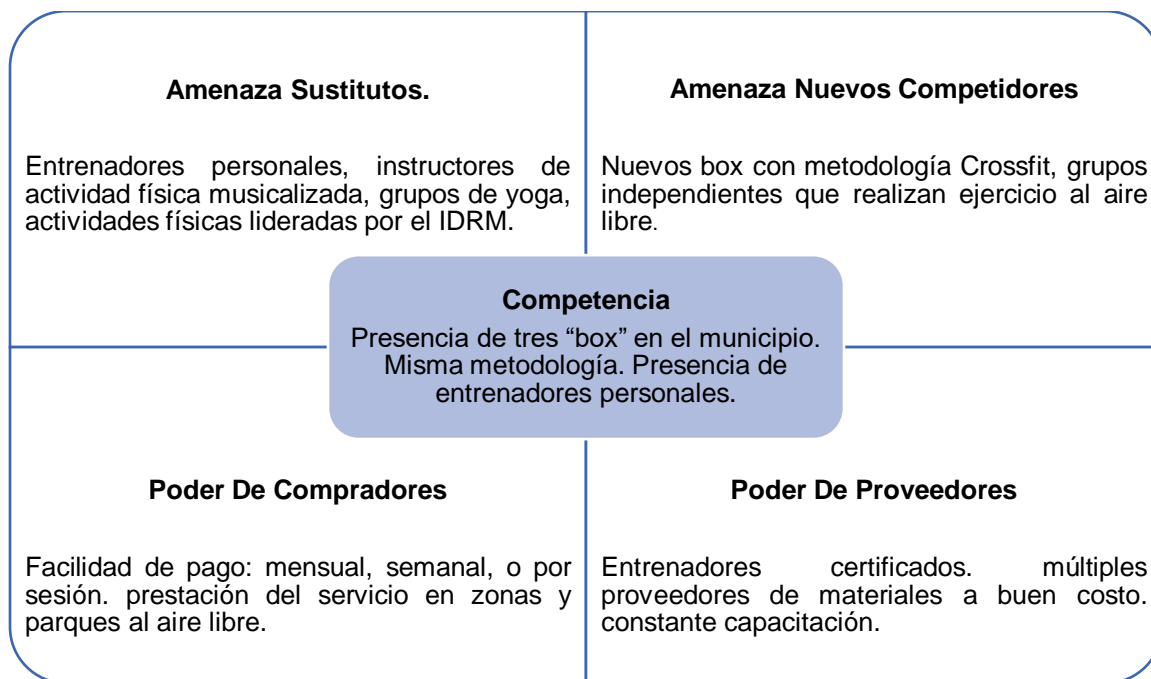 Amenaza Sustitutos.
Entrenadores personales, instructores de
actividad física musicalizada, grupos de yoga,
actividades físicas lideradas por el IDRM.
Amenaza Nuevos Competidores
Nuevos box con metodología Crossfit, grupos
independientes que realizan ejercicio al aire
libre.
Competencia
Presencia de tres “box” en el municipio.
Misma metodología. Presencia de
entrenadores personales.
Poder De Compradores
Facilidad de pago: mensual, semanal, o por
sesión. prestación del servicio en zonas y
parques al aire libre.
Poder De Proveedores
Entrenadores certificados. múltiples
proveedores de materiales a buen costo.
constante capacitación.